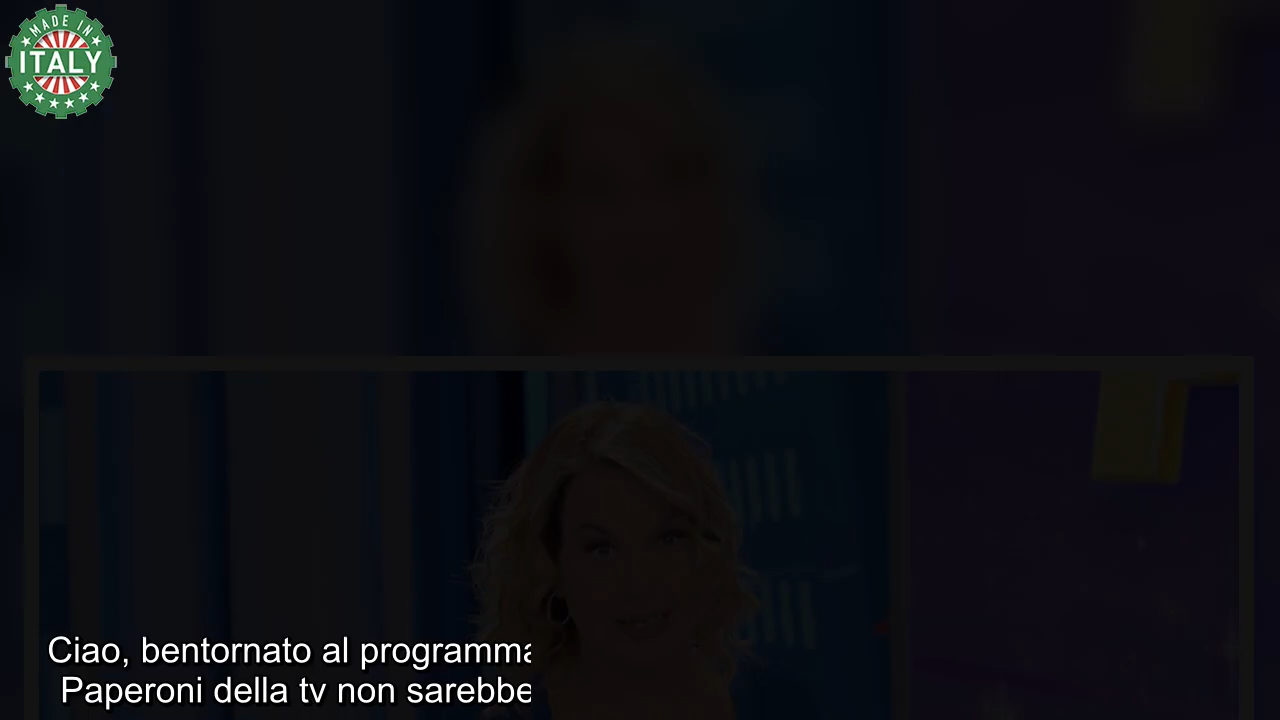 MADE IN
ITALY
Ciao, bentornato al programma
Paperoni della tv non sarebbe